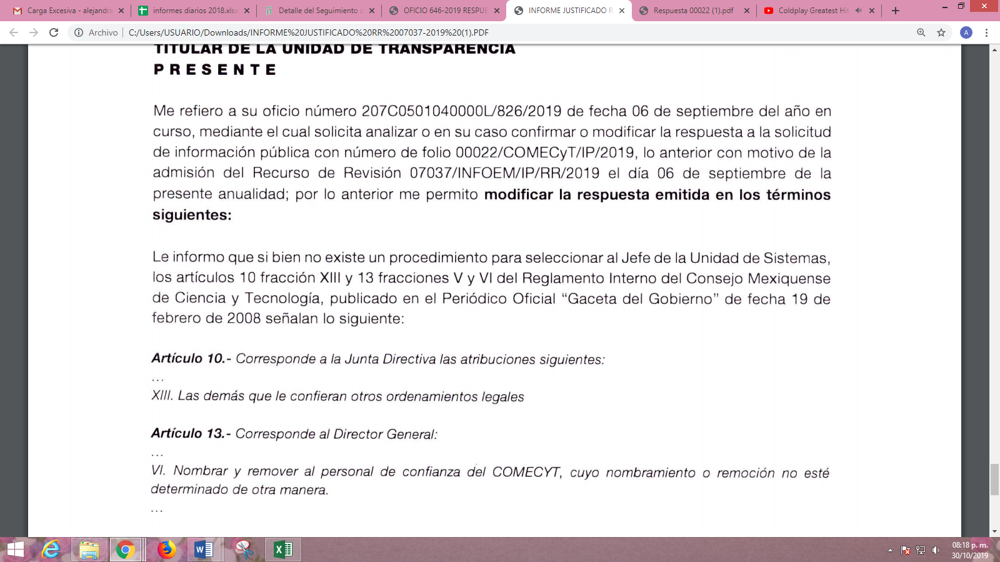 Carga Excesiva - alejandra
informes diarios 2018.xlsx
Detalle del Seguimiento d
OFICIO 646-2019 RESPUE
INFORME JUSTIFICADO R
Respuesta 00022 (1).pdf
Coldplay Greatest Hit
Archivo
C:/Users/USUARIO/Downloads/INFORME%20JUSTIFICADO%20RR%2007037-2019%20(1).PDF
A
TITULAR DE LA UNIDAD DE TRANSPARENCIA
P R E S E N T E
Me refiero a su oficio número 207C0501040000L/826/2019 de fecha 06 de septiembre del año en
curso, mediante el cual solicita analizar o en su caso confirmar o modificar la respuesta a la solicitud
de información pública con número de folio 00022/COMECyT/IP/2019, lo anterior con motivo de la
admisión del Recurso de Revisión 07037/INFOEM/IP/RR/2019 el día 06 de septiembre de la
presente anualidad; por lo anterior me permito modificar la respuesta emitida en los términos
siguientes:
Le informo que si bien no existe un procedimiento para seleccionar al Jefe de la Unidad de Sistemas,
los artículos 10 fracción XIII y 13 fracciones V y VI del Reglamento Interno del Consejo Mexiquense
de Ciencia y Tecnología, publicado en el Periódico Oficial “Gaceta del Gobierno” de fecha 19 de
febrero de 2008 señalan lo siguiente:
Artículo 10.- Corresponde a la Junta Directiva las atribuciones siguientes:
...
XIII. Las demás que le confieran otros ordenamientos legales
Artículo 13.- Corresponde al Director General:
...
VI. Nombrar y remover al personal de confianza del COMECYT, cuyo nombramiento o remoción no esté
determinado de otra manera.
...
08:18 p. m.
30/10/2019